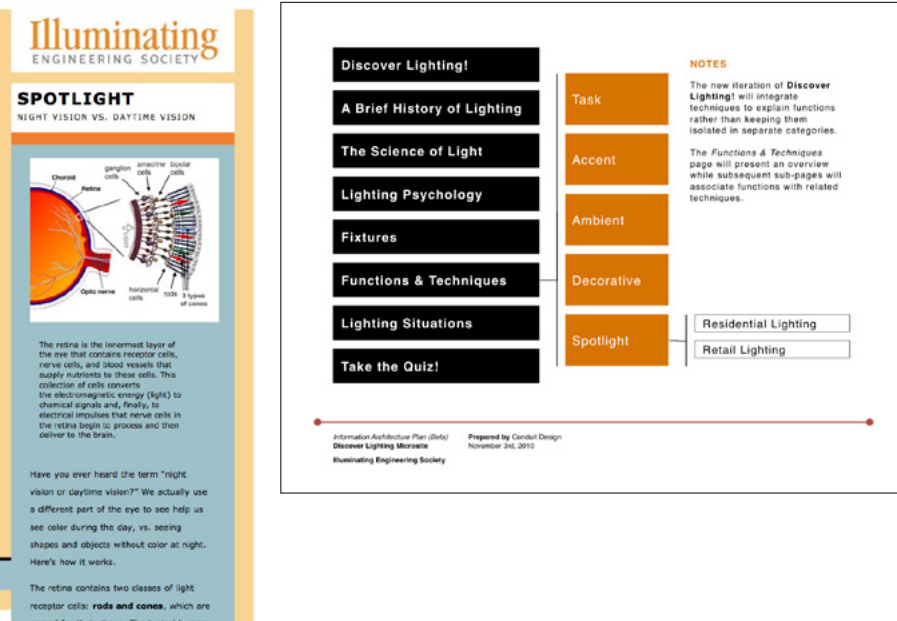 Illuminating
ENGINEERING SOCIETY
SPOTLIGHT
NIGHT VISION VS. DAYTIME VISION
Choroid
Retina
ganglion
cells
amacrine
cells
bipolar
cells
Optic nerve
horizontal
cells
rods
3 types
of cones
The retina is the innermost layer of
the eye that contains receptor cells,
nerve cells, and blood vessels that
supply nutrients to these cells. This
collection of cells converts
the electromagnetic energy (light) to
chemical signals and, finally, to
electrical impulses that nerve cells in
the retina begin to process and then
deliver to the brain.
Have you ever heard the term "night
vision or daytime vision?" We actually use
a different part of the eye to see help us
see color during the day, vs. seeing
shapes and objects without color at night.
Here's how it works.
The retina contains two classes of light
receptor cells: rods and cones, which are
Discover Lighting!
A Brief History of Lighting
The Science of Light
Lighting Psychology
Fixtures
Functions & Techniques
Lighting Situations
Take the Quiz!
Task
Accent
Ambient
Decorative
Spotlight
Residential Lighting
Retail Lighting
NOTES
The new iteration of Discover
Lighting! will integrate
techniques to explain functions
rather than keeping them
isolated in separate categories.
The Functions & Techniques
page will present an overview
while subsequent sub-pages will
associate functions with related
techniques.
Information Architecture Plan (Beta)
Discover Lighting Microsite
Illuminating Engineering Society
Prepared by Conduit Design
November 3rd, 2010